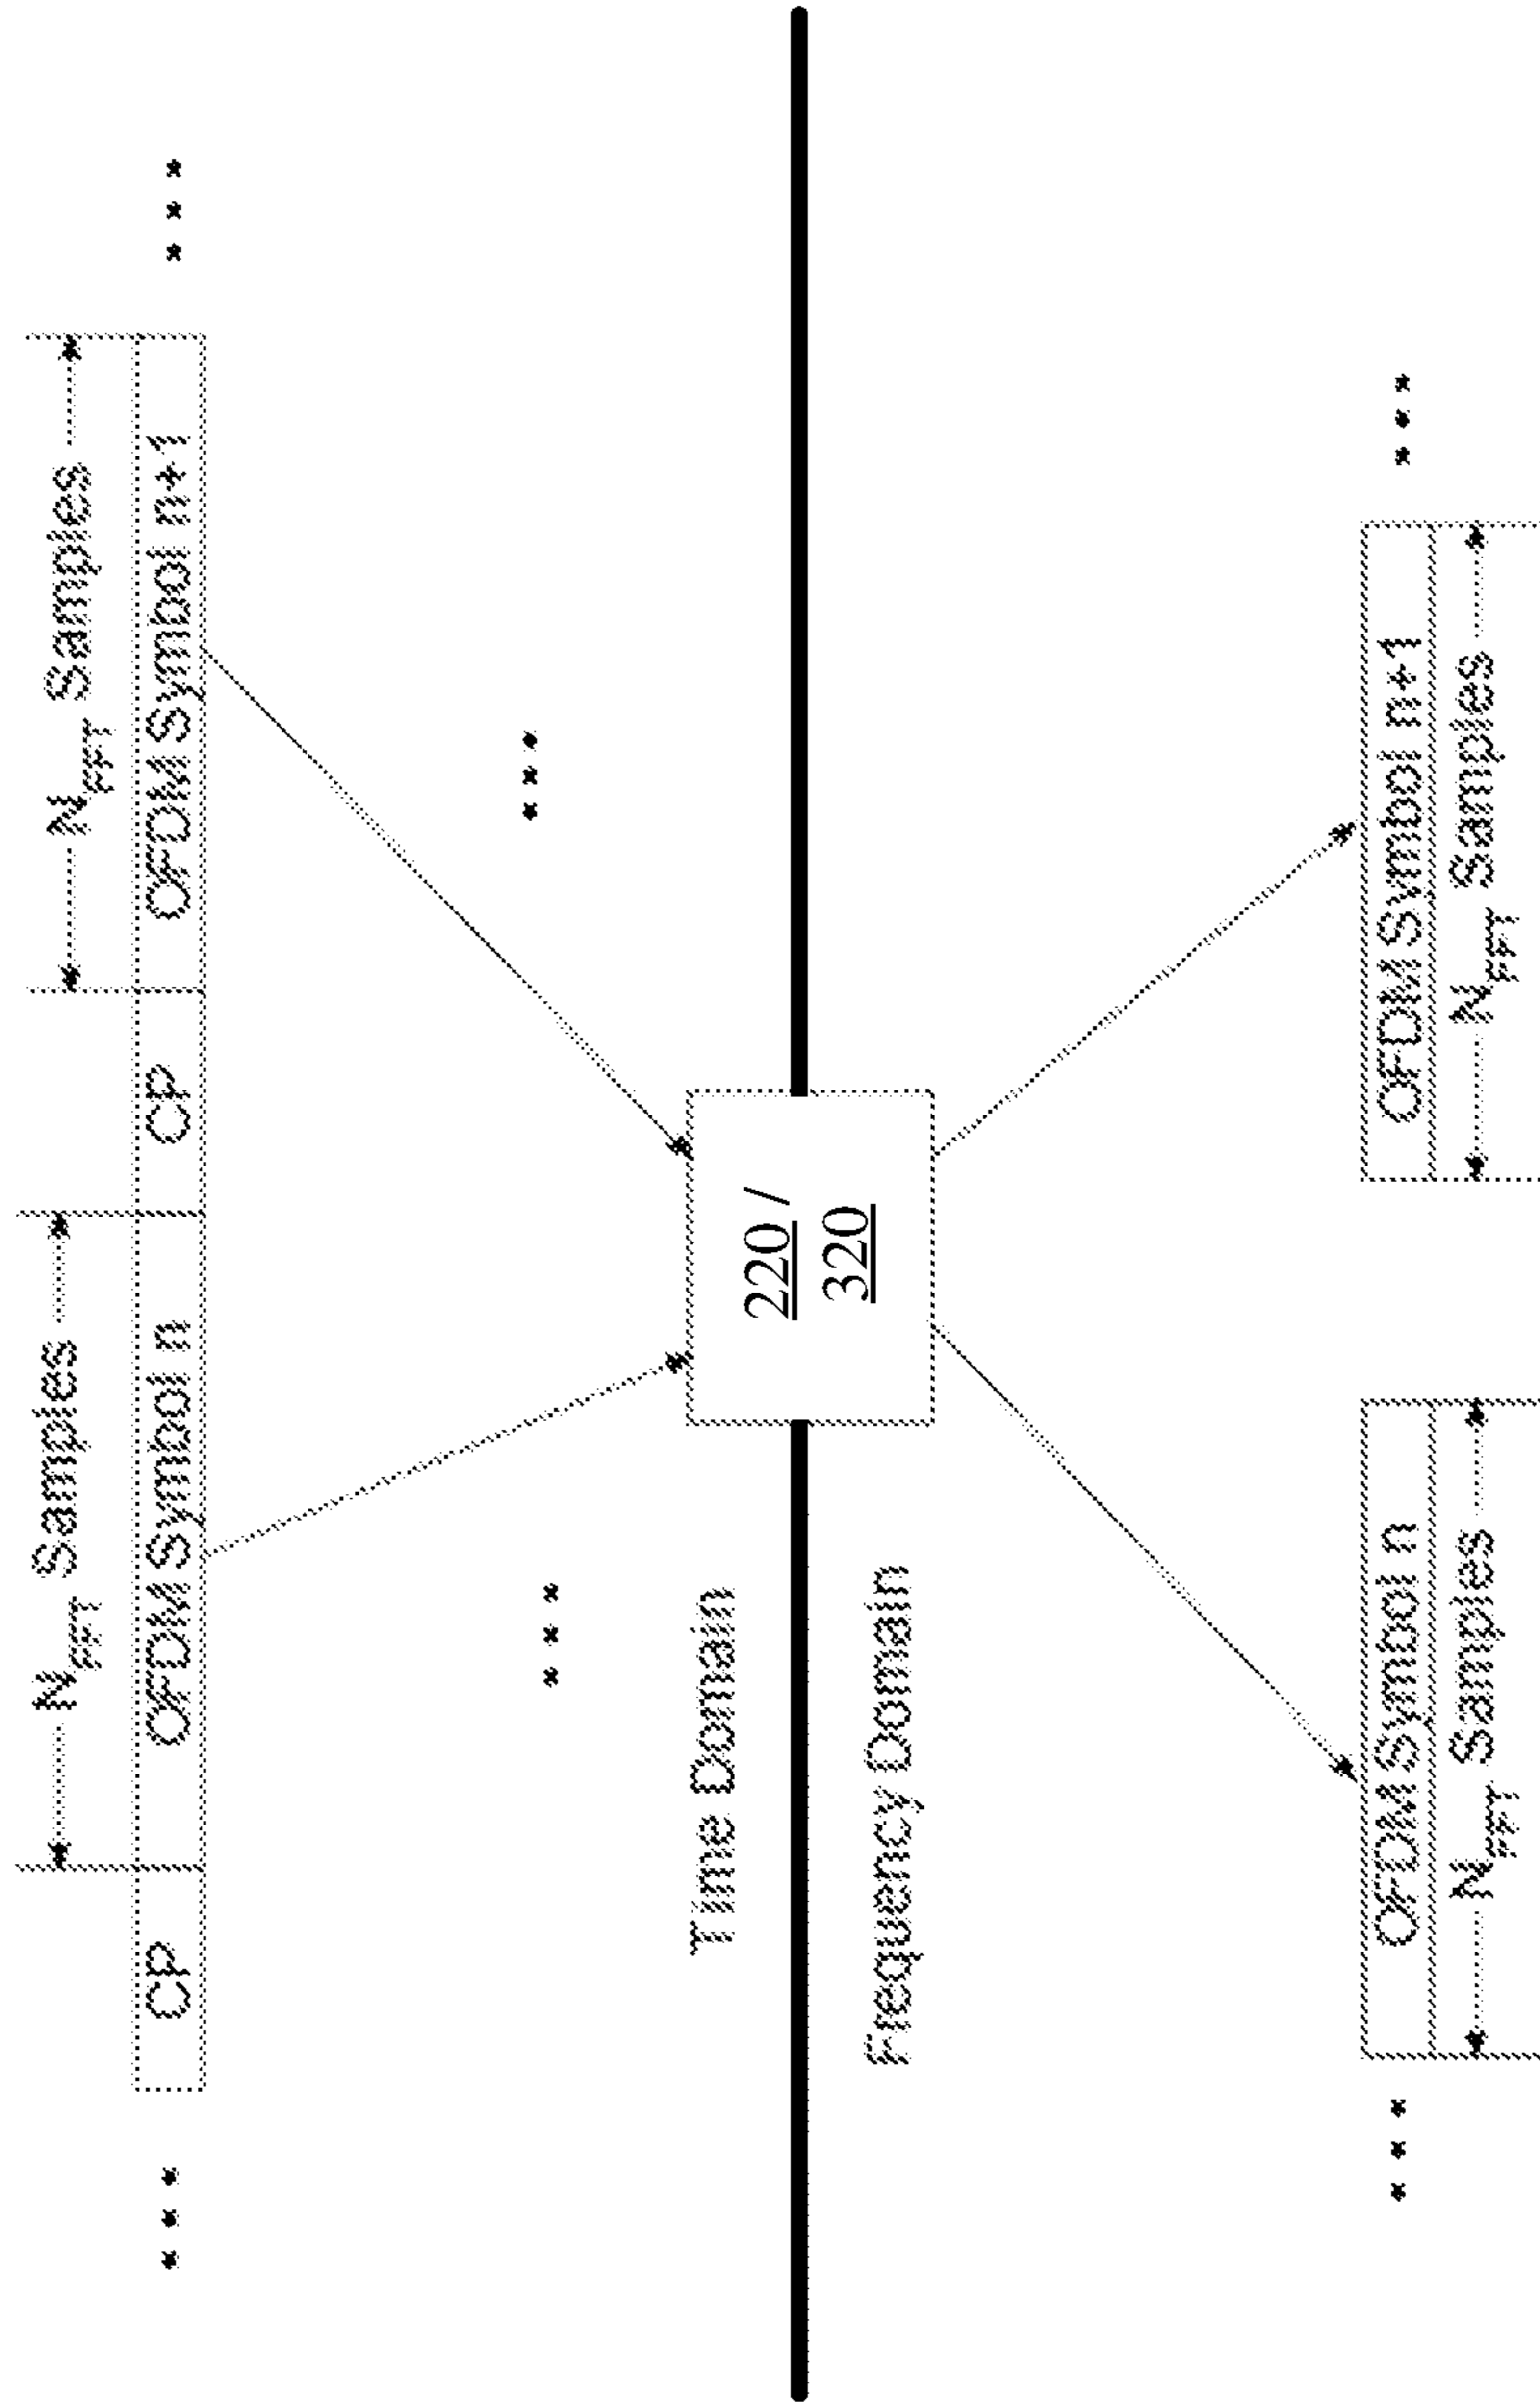 N_FFT Samples
N_FFT Samples
CP
OFDM Symbol n
CP
OFDM Symbol n+1
Time Domain
220 /
320
Frequency Domain
OFDM Symbol n
OFDM Symbol n+1
N_FFT Samples
N_FFT Samples